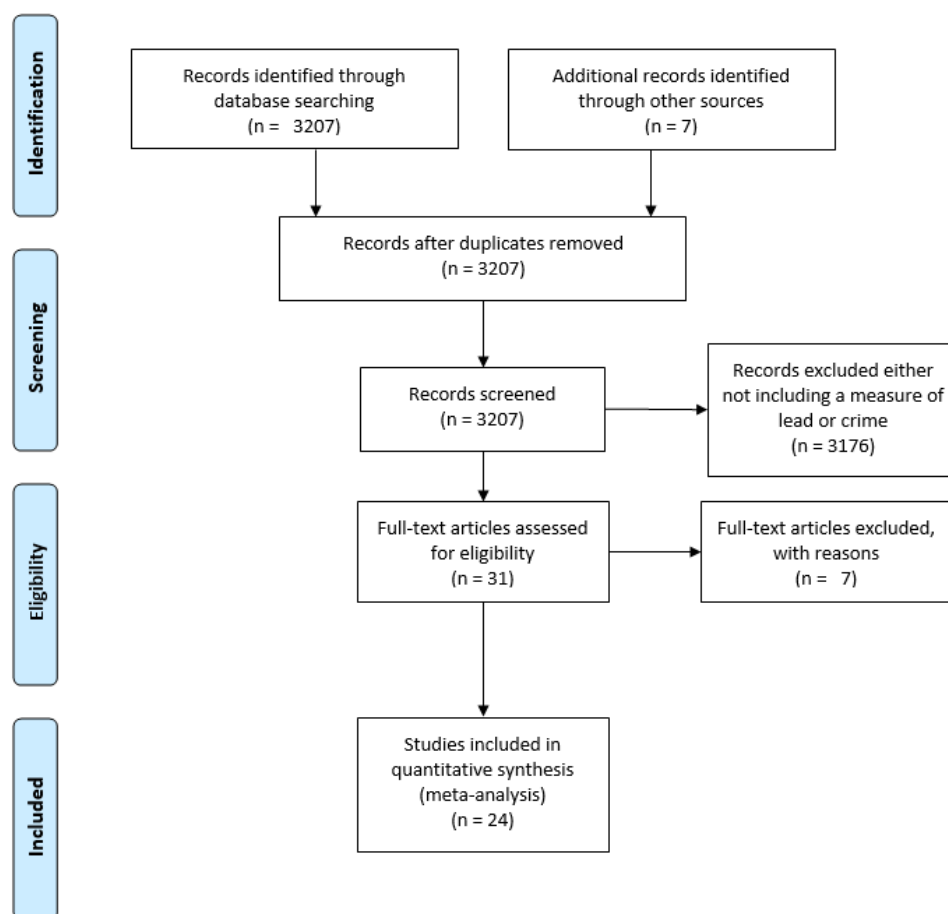 Identification
Records identified through
database searching
(n = 3207)
Additional records identified
through other sources
(n = 7)
Records after duplicates removed
(n = 3207)
Screening
Records screened
(n = 3207)
Records excluded either
not including a measure of
lead or crime
(n = 3176)
Eligibility
Full-text articles assessed
for eligibility
(n = 31)
Full-text articles excluded,
with reasons
(n = 7)
Included
Studies included in
quantitative synthesis
(meta-analysis)
(n = 24)